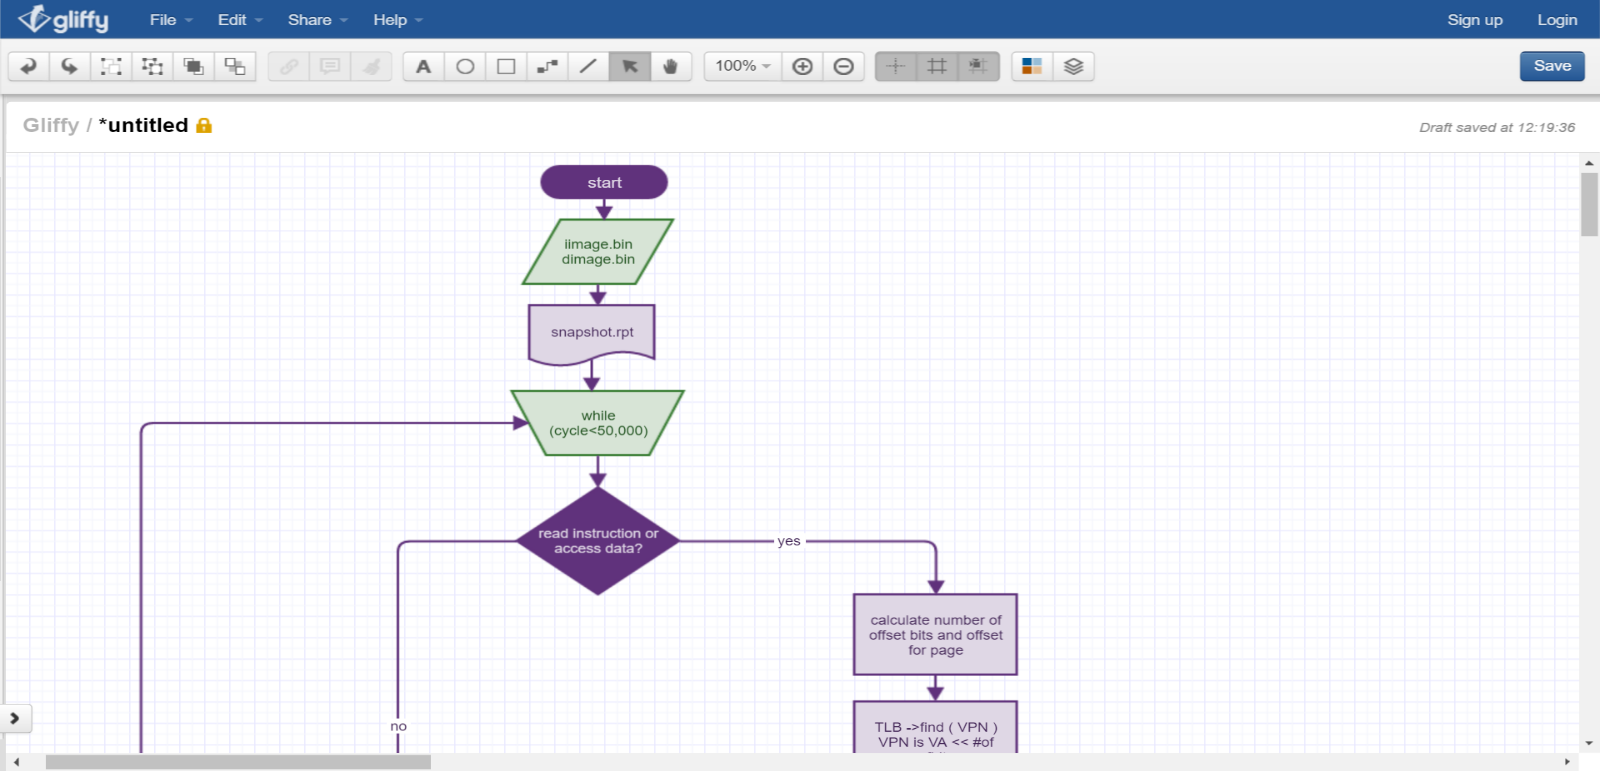 gliffy File Edit Share Help Sign up Login
A 100% Save
Gliffy / *untitled
Draft saved at 12:19:36
start
iimage.bin
dimage.bin
snapshot.rpt
while
(cycle<50,000)
read instruction or
access data?
yes
calculate number of
offset bits and offset
for page
no
TLB ->find ( VPN )
VPN is VA << #of